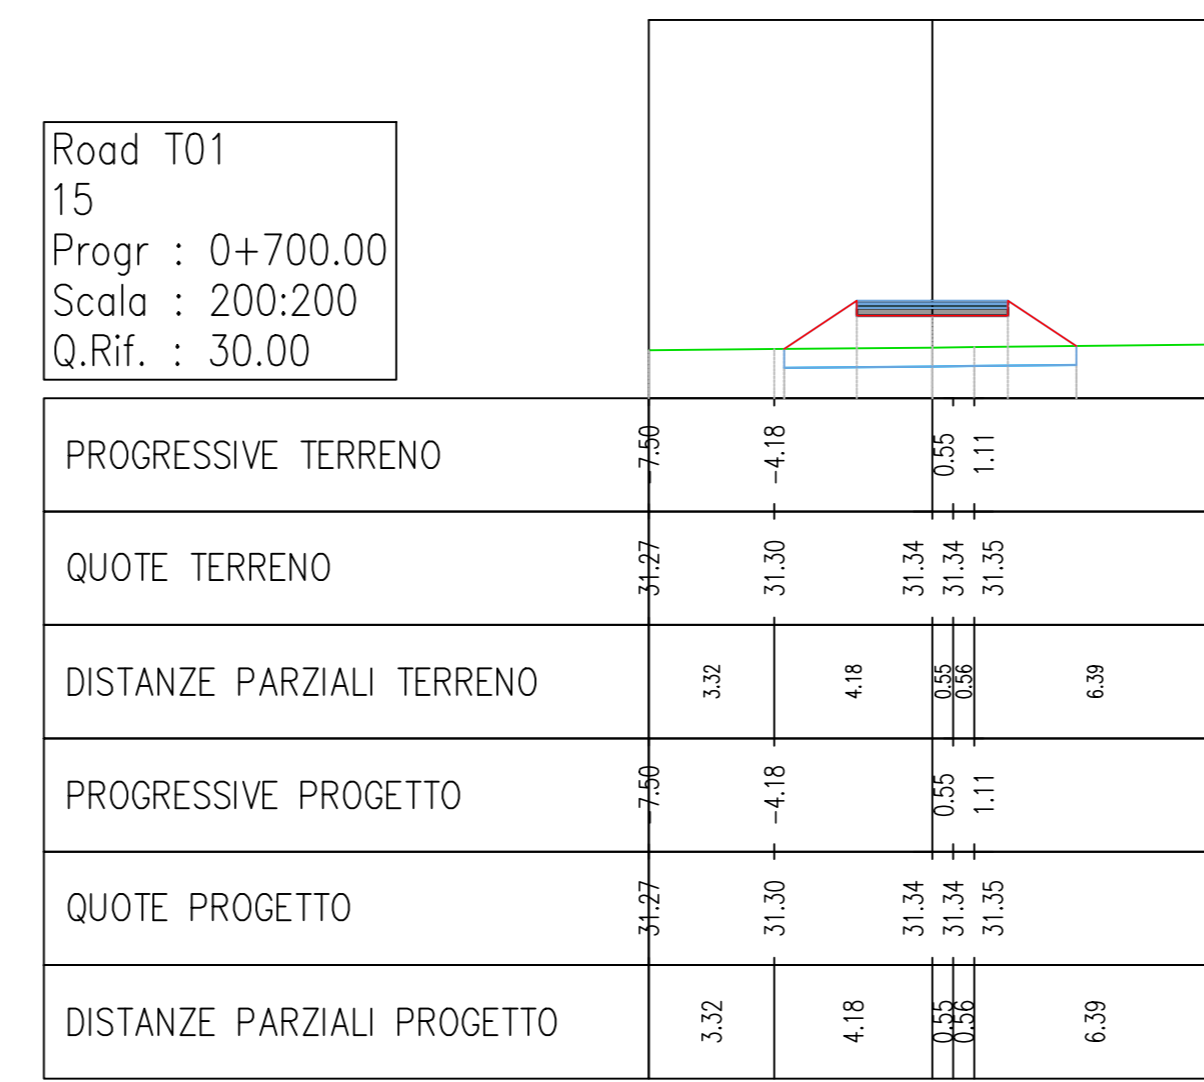 Road T01
15
Progr : 0+700.00
Scala : 200:200
Q.Rif. : 30.00
PROGRESSIVE TERRENO -7.50 -4.18 0.55 1.11
QUOTE TERRENO 31.27 31.30 31.34 31.34 31.35
DISTANZE PARZIALI TERRENO 3.32 4.18 0.55 0.56 6.39
PROGRESSIVE PROGETTO -7.50 -4.18 0.55 1.11
QUOTE PROGETTO 31.27 31.30 31.34 31.34 31.35
DISTANZE PARZIALI PROGETTO 3.32 4.18 0.55 0.56 6.39